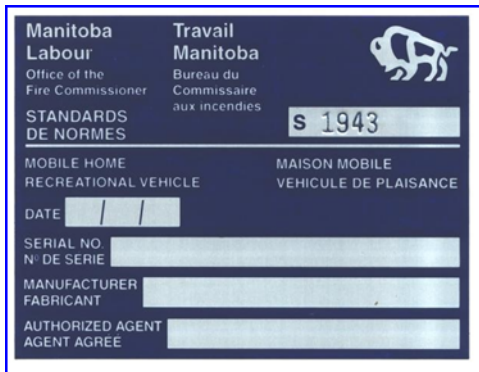 Manitoba
Labour
Office of the
Fire Commissioner
Travail
Manitoba
Bureau du
Commissaire
aux incendies
STANDARDS
DE NORMES
S 1943
MOBILE HOME
RECREATIONAL VEHICLE
MAISON MOBILE
VEHICULE DE PLAISANCE
DATE / /
SERIAL NO.
Nº DE SERIE
MANUFACTURER
FABRICANT
AUTHORIZED AGENT
AGENT AGRÉÉ